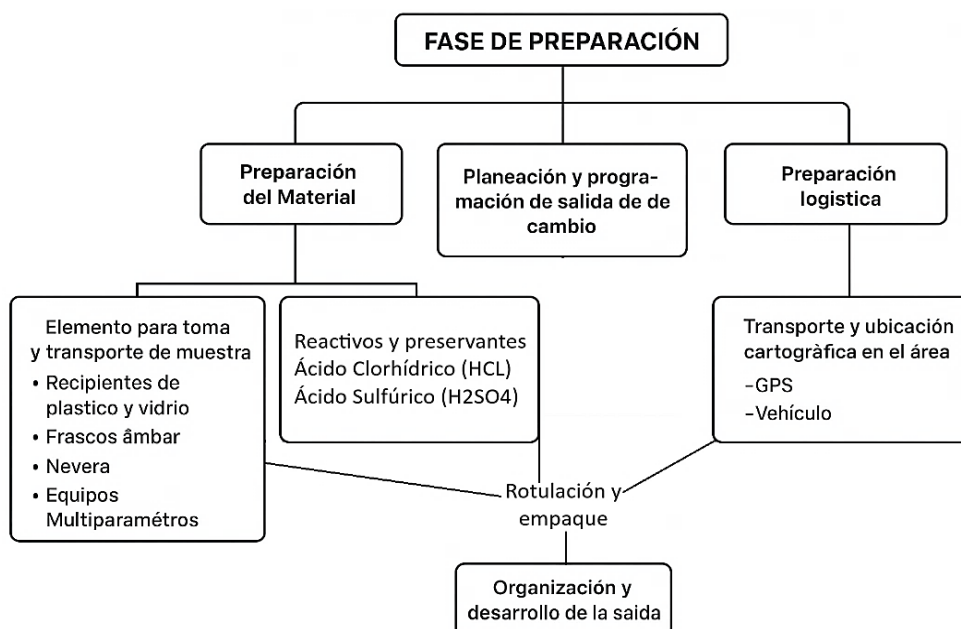 FASE DE PREPARACIÓN
Preparación
del Material
Planeación y progra-
mación de salida de de
cambio
Preparación
logistica
Elemento para toma
y transporte de muestra
• Recipientes de
plastico y vidrio
• Frascos âmbar
• Nevera
• Equipos
Multiparamétros
Reactivos y preservantes
Ácido Clorhídrico (HCL)
Ácido Sulfúrico (H2SO4)
Transporte y ubicación
cartogràfica en el área
-GPS
-Vehículo
Rotulación y
empaque
Organización y
desarrollo de la saida